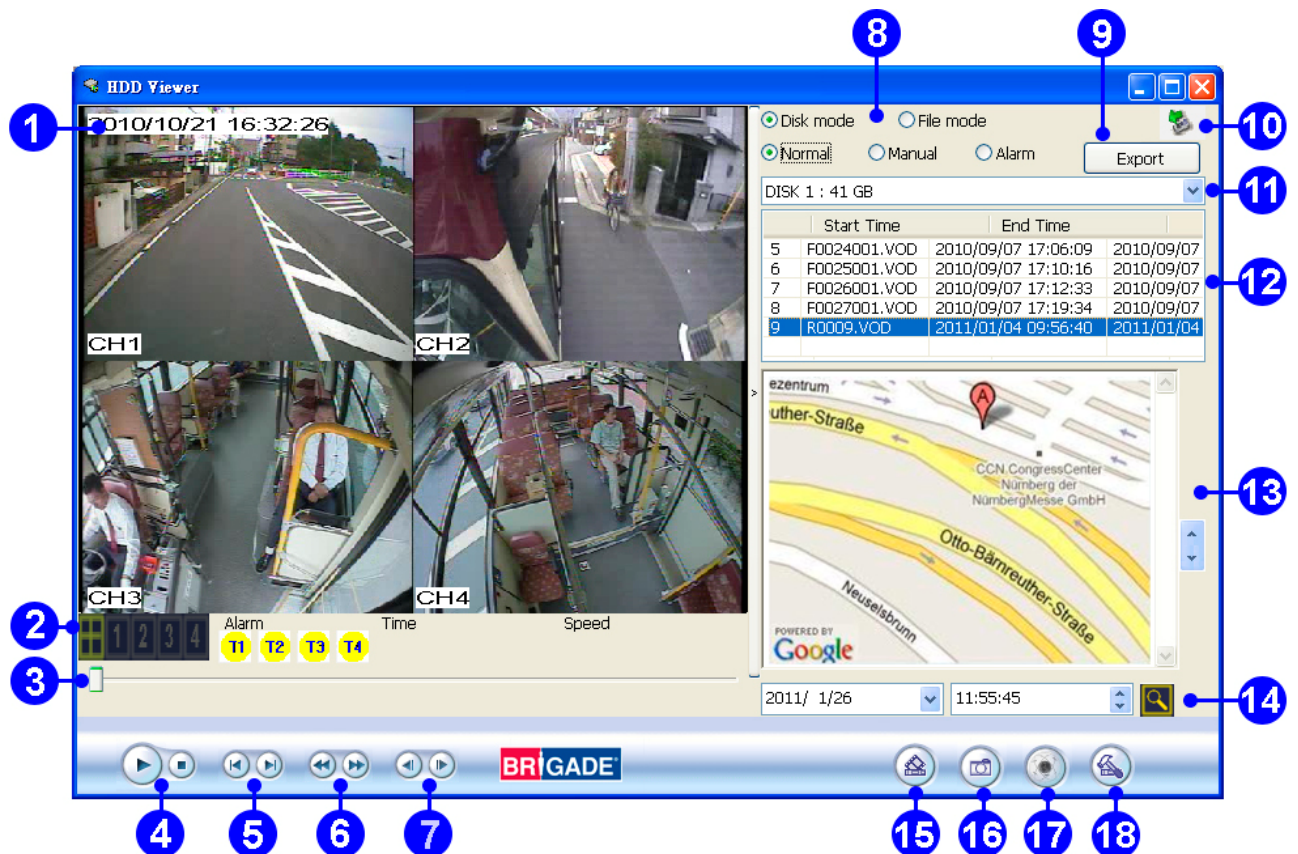 8
9
HDD Viewer
1
2010/10/21 16:32:26
CH1
CH2
CH3
CH4
Disk mode
File mode
10
Normal
Manual
Alarm
Export
DISK 1 : 41 GB
11
Start Time End Time
5 F0024001.VOD 2010/09/07 17:06:09 2010/09/07
6 F0025001.VOD 2010/09/07 17:10:16 2010/09/07
7 F0026001.VOD 2010/09/07 17:12:33 2010/09/07
8 F0027001.VOD 2010/09/07 17:19:34 2010/09/07
9 R0009.VOD 2011/01/04 09:56:40 2011/01/04
12
ezentrum
uther-Straße
A
CCN CongressCenter
Nürnberg der
NürnbergMesse GmbH
Otto-Bärnreuther-Straße
Neuselsbrunn
POWERED BY
Google
13
2
1 2 3 4
Alarm Time Speed
T1 T2 T3 T4
3
2011/ 1/26
11:55:45
14
BRIGADE
4
5
6
7
15
16
17
18